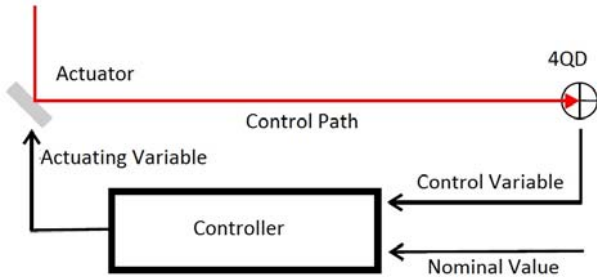 4QD
Actuator
Control Path
Actuating Variable
Control Variable
Controller
Nominal Value